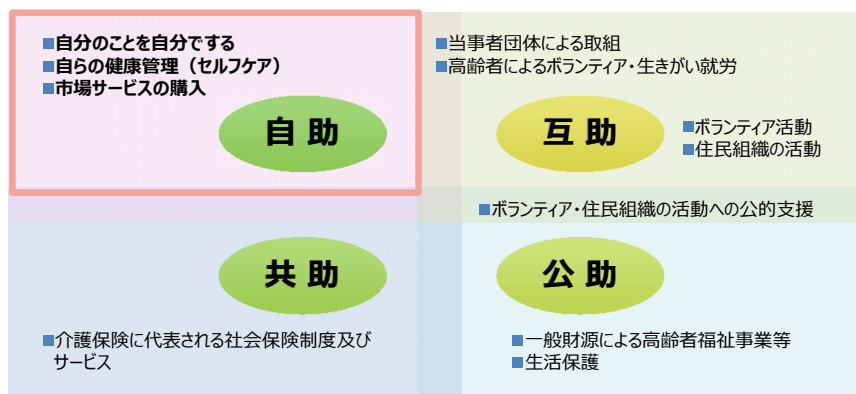 ■自分のことを自分でする
■自らの健康管理（セルフケア）
■市場サービスの購入
自 助
■当事者団体による取組
■高齢者によるボランティア・生きがい就労
互 助
■ボランティア活動
■住民組織の活動
■ボランティア・住民組織の活動への公的支援
共 助
■介護保険に代表される社会保険制度及び
サービス
公 助
■一般財源による高齢者福祉事業等
■生活保護